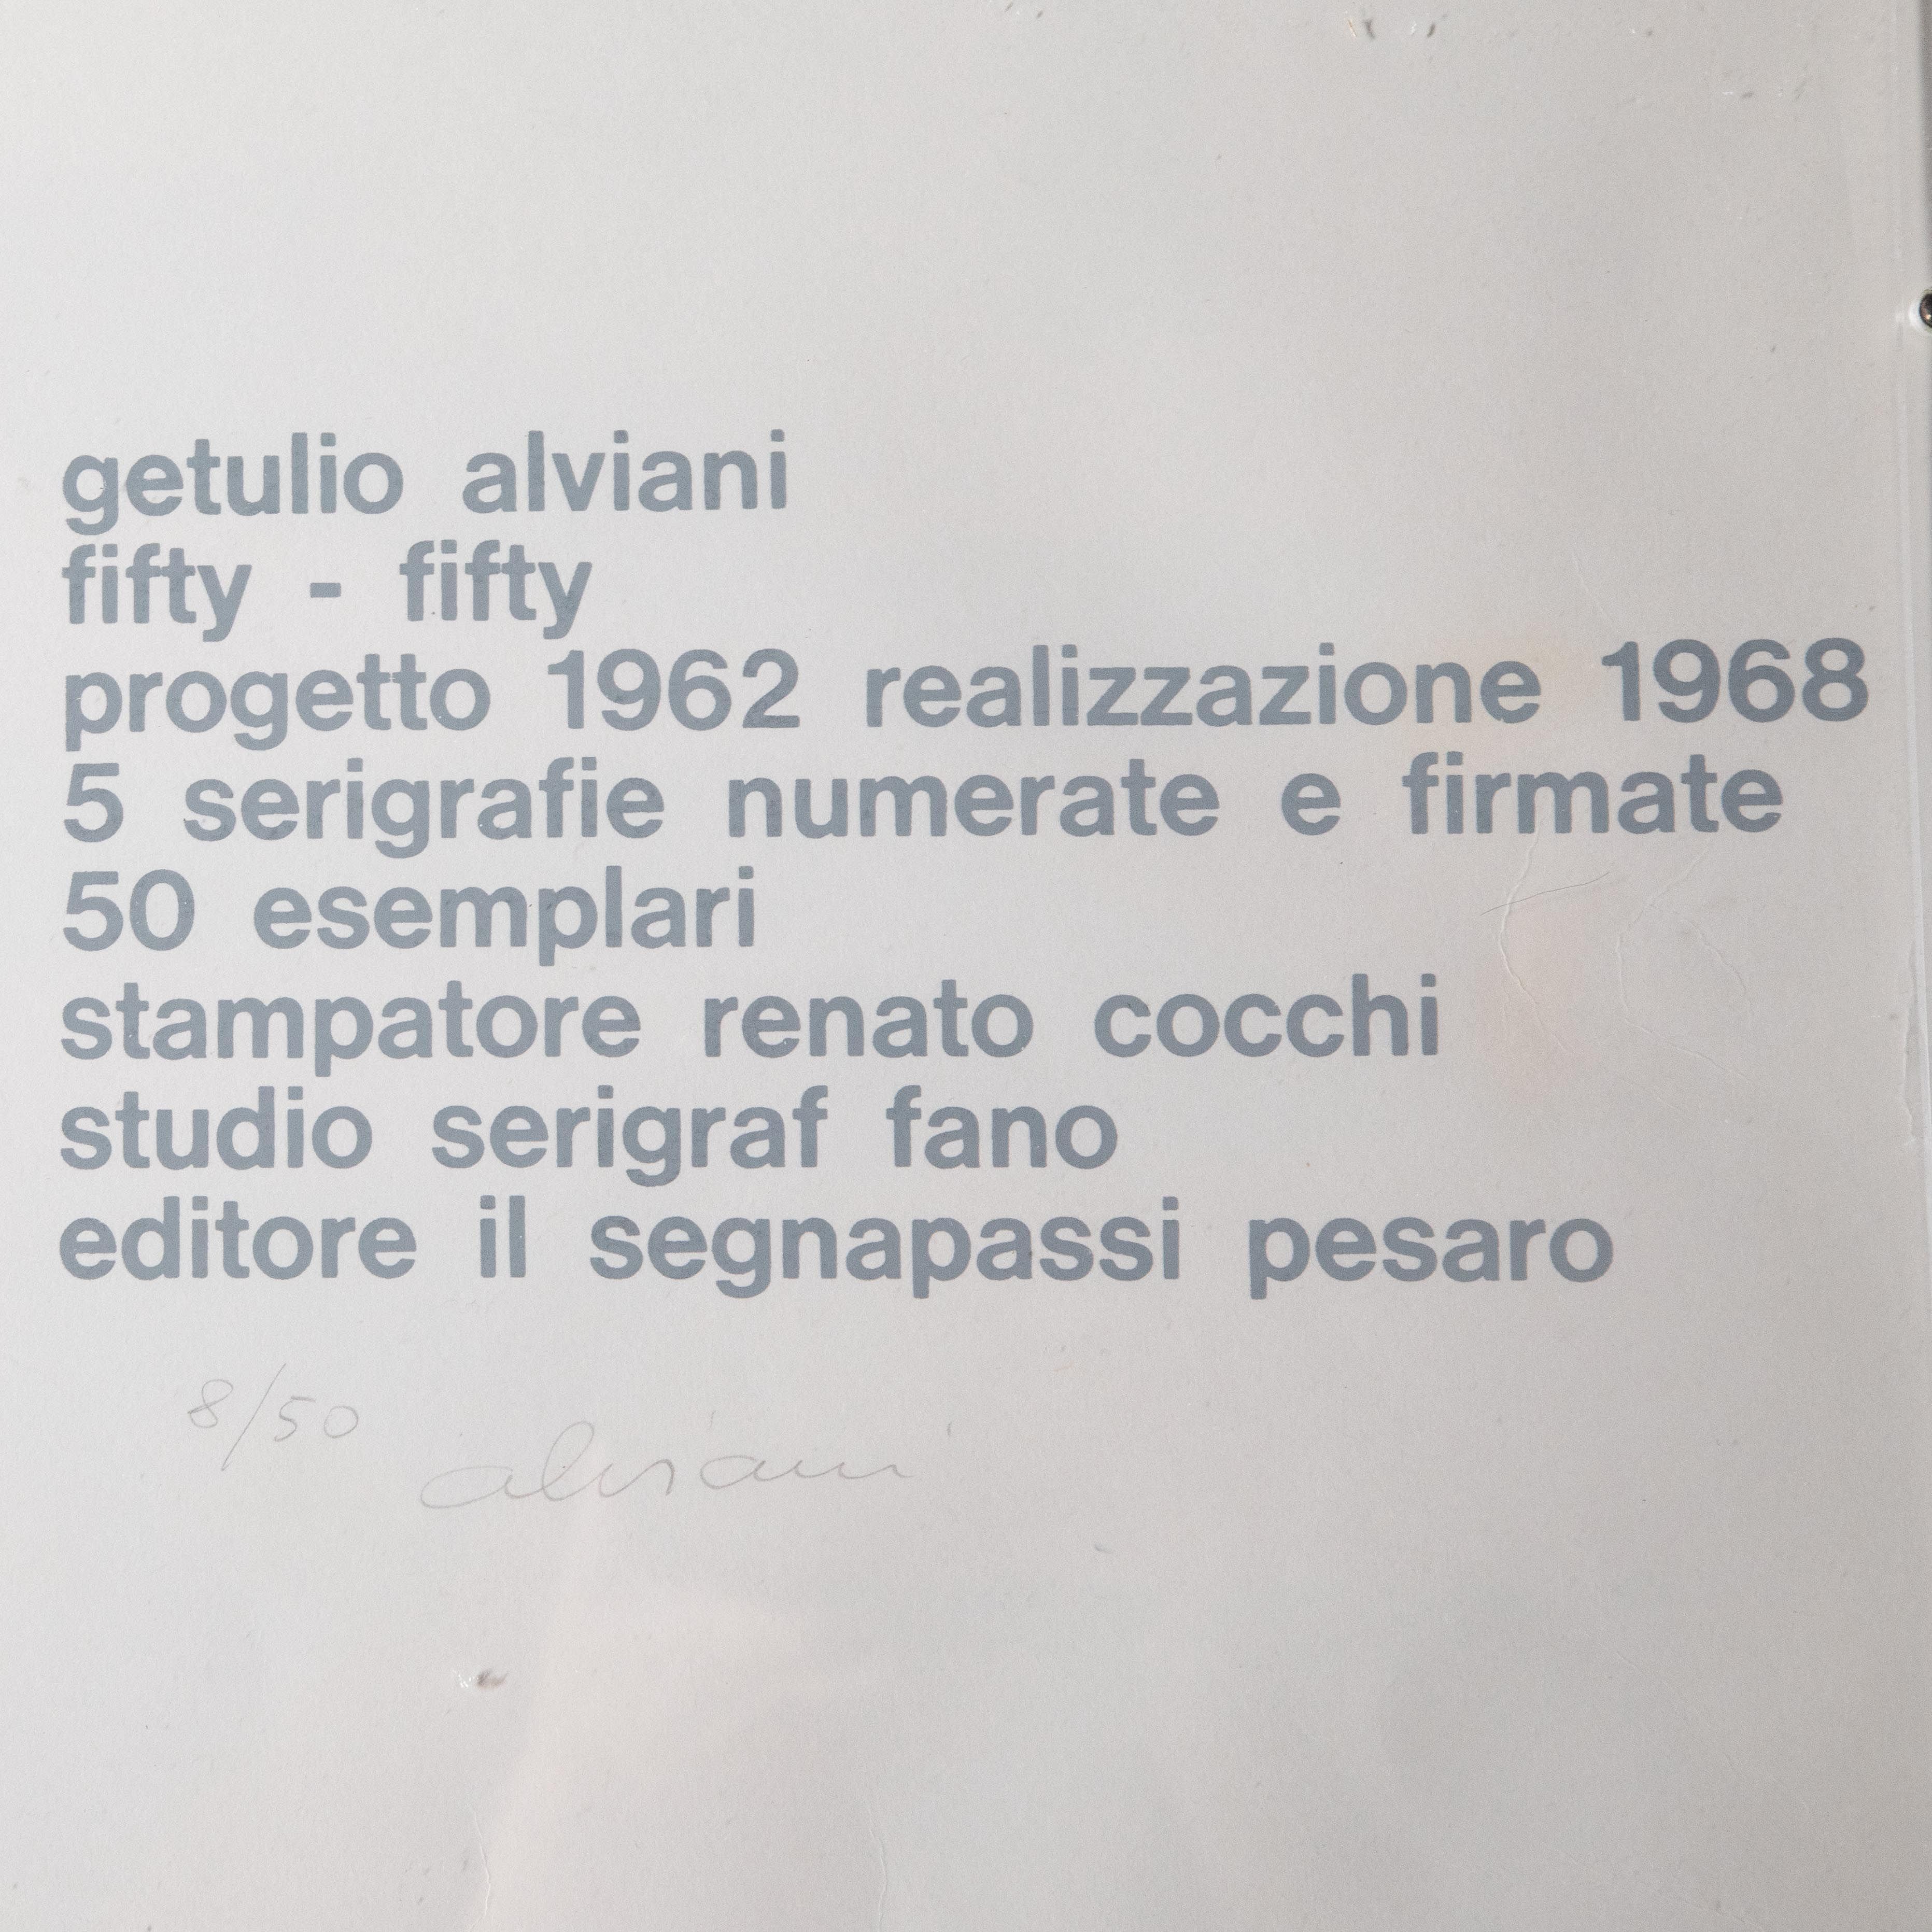 getulio alviani
fifty - fifty
progetto 1962 realizzazione 1968
5 serigrafie numerate e firmate
50 esemplari
stampatore renato cocchi
studio serigraf fano
editore il segnapassi pesaro
8/50 alviani